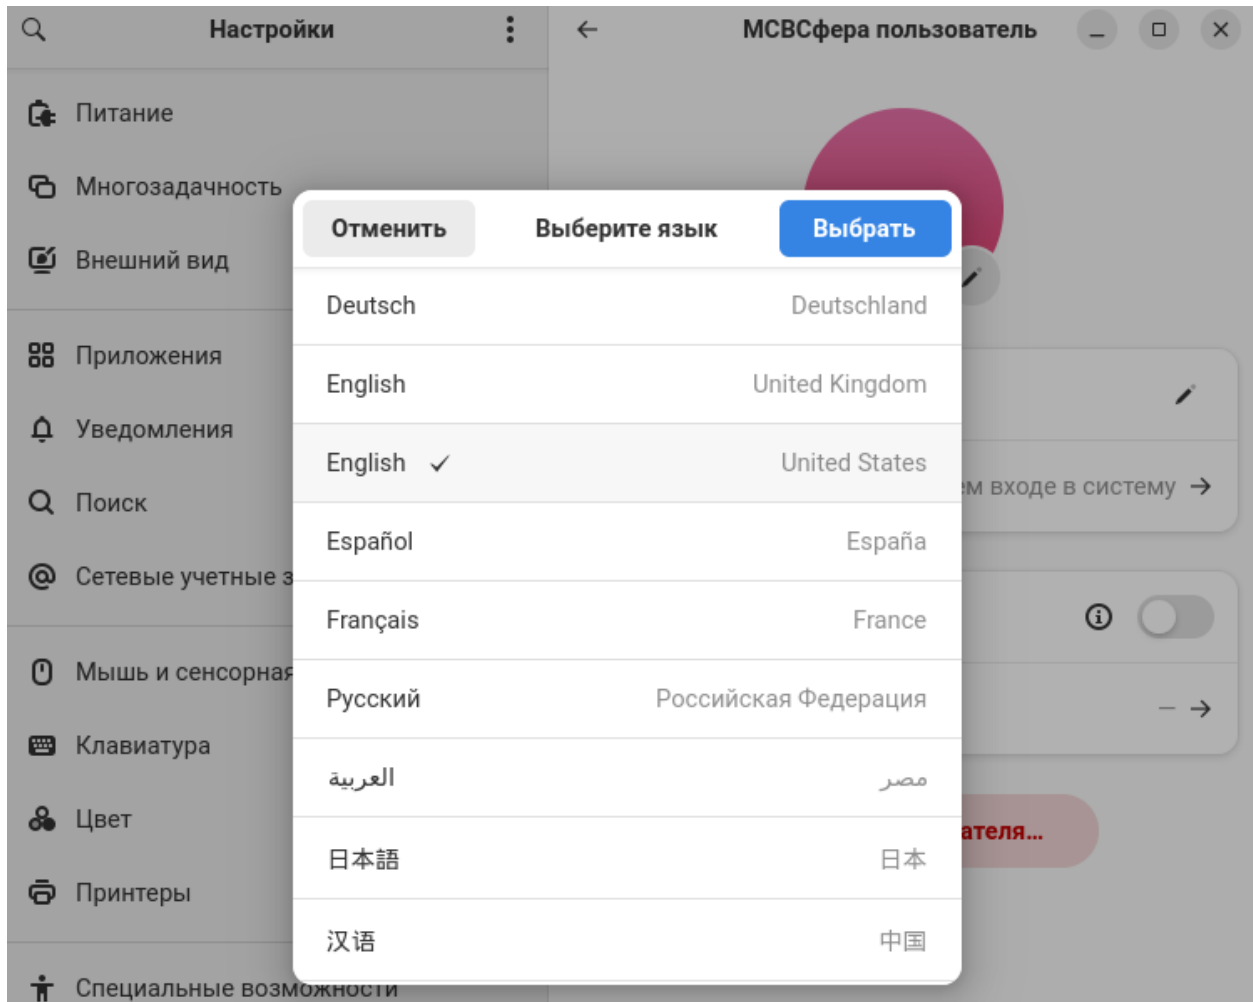 Настройки
МСВСфера пользователь
Питание
Многозадачность
Внешний вид
Приложения
Уведомления
Поиск
Сетевые учетные
Мышь и сенсорная
Клавиатура
Цвет
Принтеры
Специальные возможности
Отменить
Выберите язык
Выбрать
Deutsch Deutschland
English United Kingdom
English United States
Español España
Français France
Русский Российская Федерация
العربية مصر
日本語 日本
汉语 中国
входе в систему